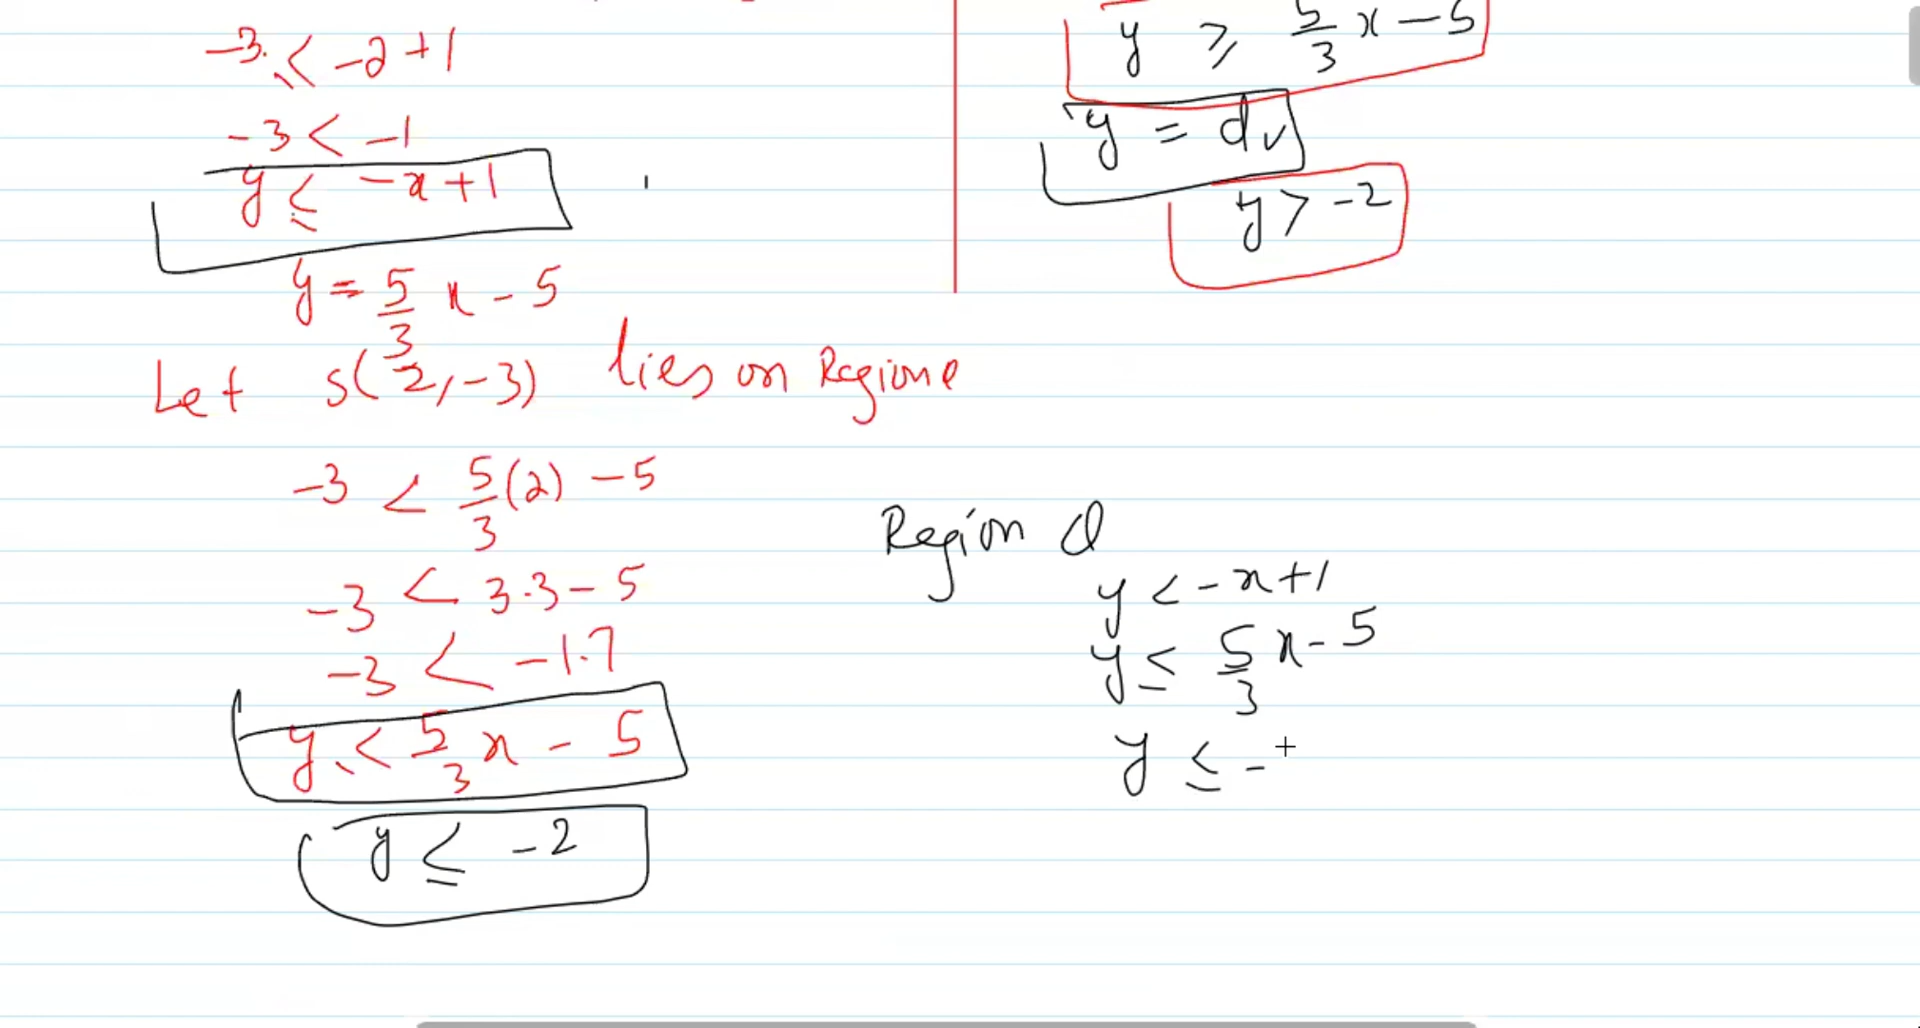 -3 ≤ -2 + 1
-3 < -1
y ≤ -x + 1
y = 5/3 x - 5
Let s(2, -3) lies on Regione
-3 < 5/3 (2) - 5
-3 < 3.3 - 5
-3 < -1.7
y ≤ 5/3 x - 5
y ≤ -2
y ≥ 5/3 x - 5
y > -2
Region
y < -x + 1
y ≤ 5/3 x - 5
y ≤ -